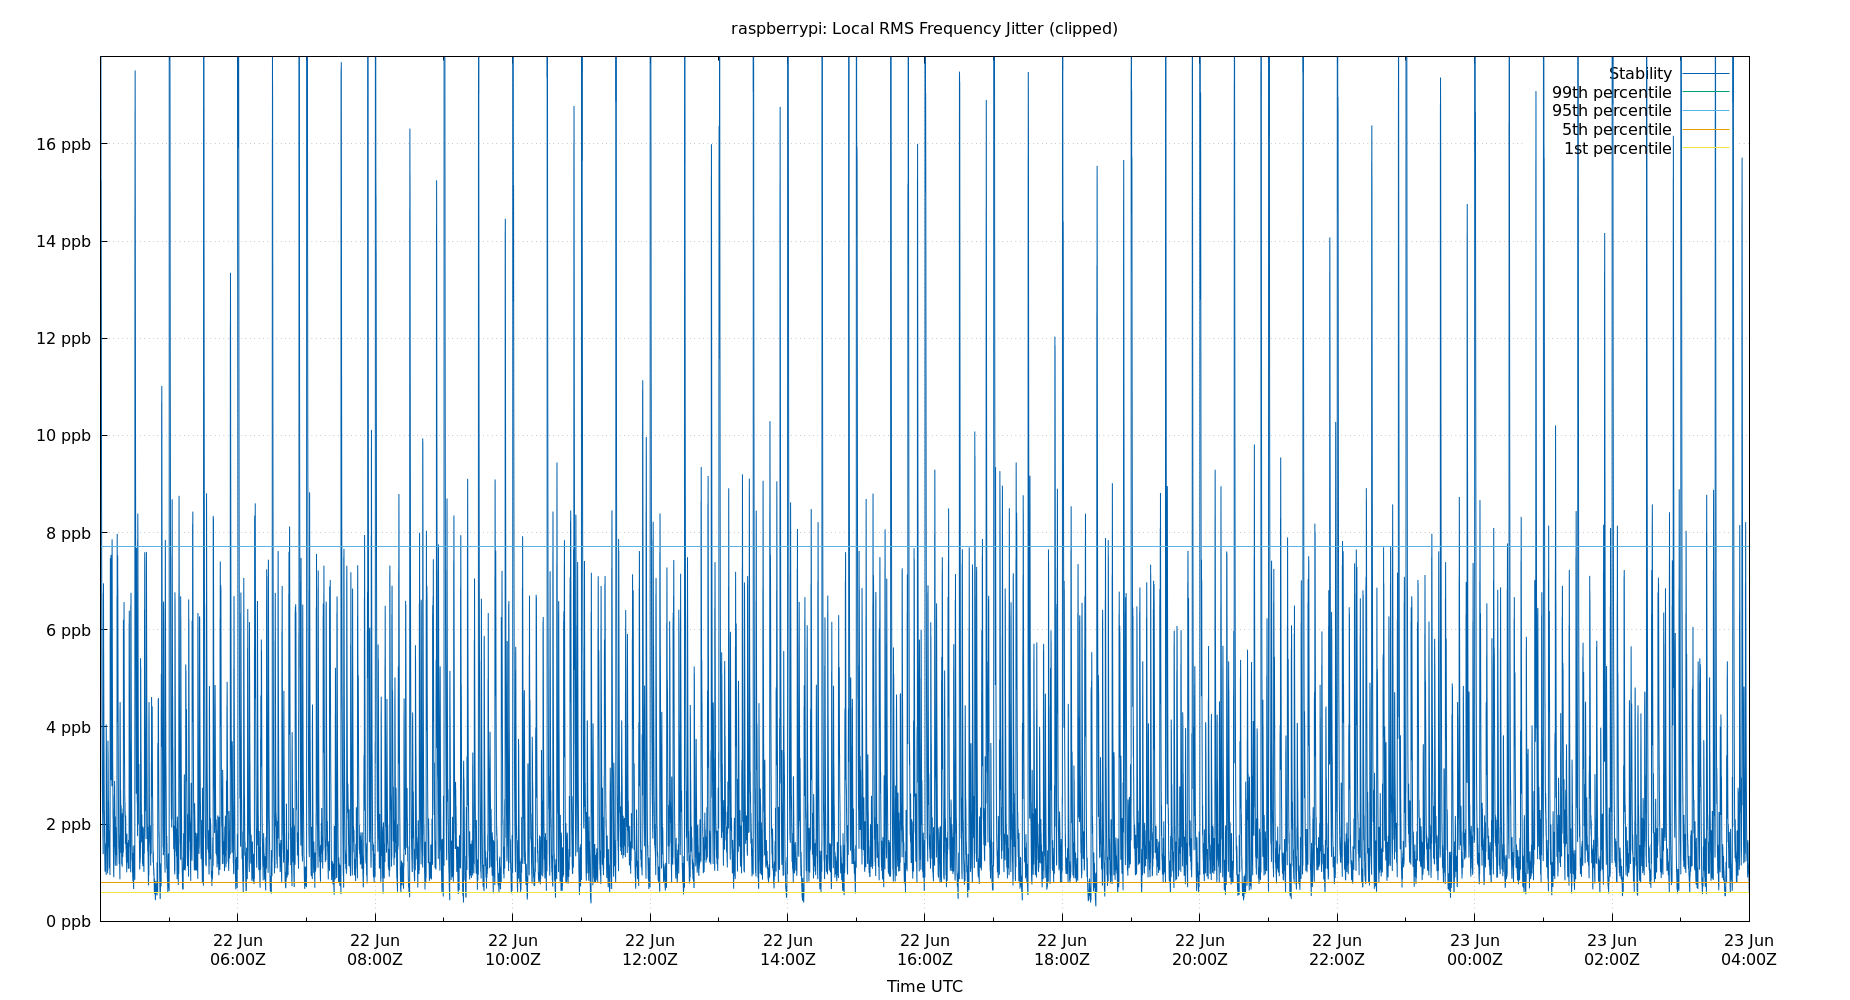 raspberrypi: Local RMS Frequency Jitter (clipped)
Stability
99th percentile
95th percentile
5th percentile
1st percentile
16 ppb
14 ppb
12 ppb
10 ppb
8 ppb
6 ppb
4 ppb
2 ppb
0 ppb
22 Jun 22 Jun 22 Jun 22 Jun 22 Jun 22 Jun 22 Jun 22 Jun 22 Jun 23 Jun 23 Jun 23 Jun
06:00Z 08:00Z 10:00Z 12:00Z 14:00Z 16:00Z 18:00Z 20:00Z 22:00Z 00:00Z 02:00Z 04:00Z
Time UTC